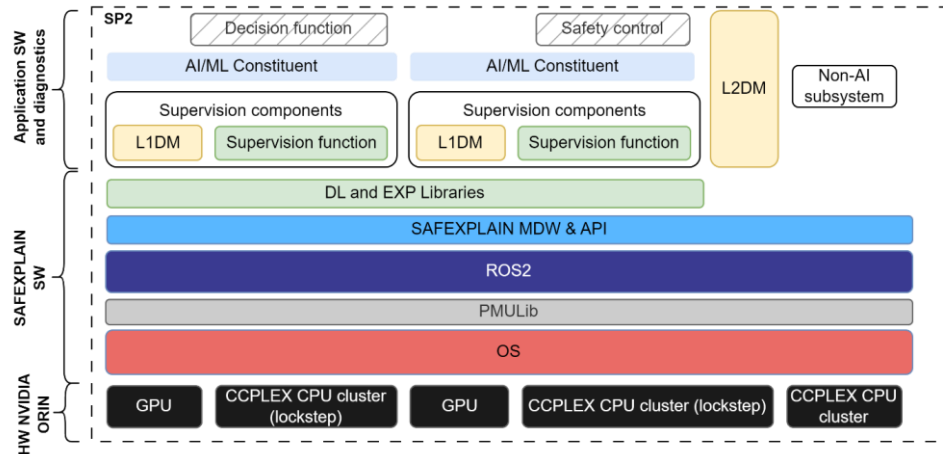 SP2
Application SW
and diagnostics
Decision function
Safety control
AI/ML Constituent
AI/ML Constituent
L2DM
Non-AI
subsystem
Supervision components
L1DM
Supervision function
Supervision components
L1DM
Supervision function
SAFEXPLAIN
SW
DL and EXP Libraries
SAFEXPLAIN MDW & API
ROS2
PMULib
OS
HW NVIDIA
ORIN
GPU
CCPLEX CPU cluster
(lockstep)
GPU
CCPLEX CPU cluster (lockstep)
CCPLEX CPU
cluster